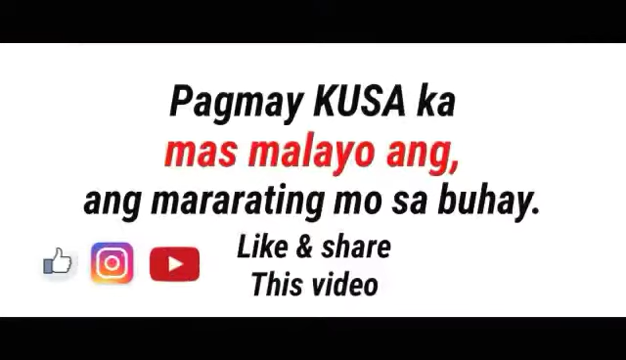 Pagmay KUSA ka
mas malayo ang,
ang mararating mo sa buhay.
Like & share
This video